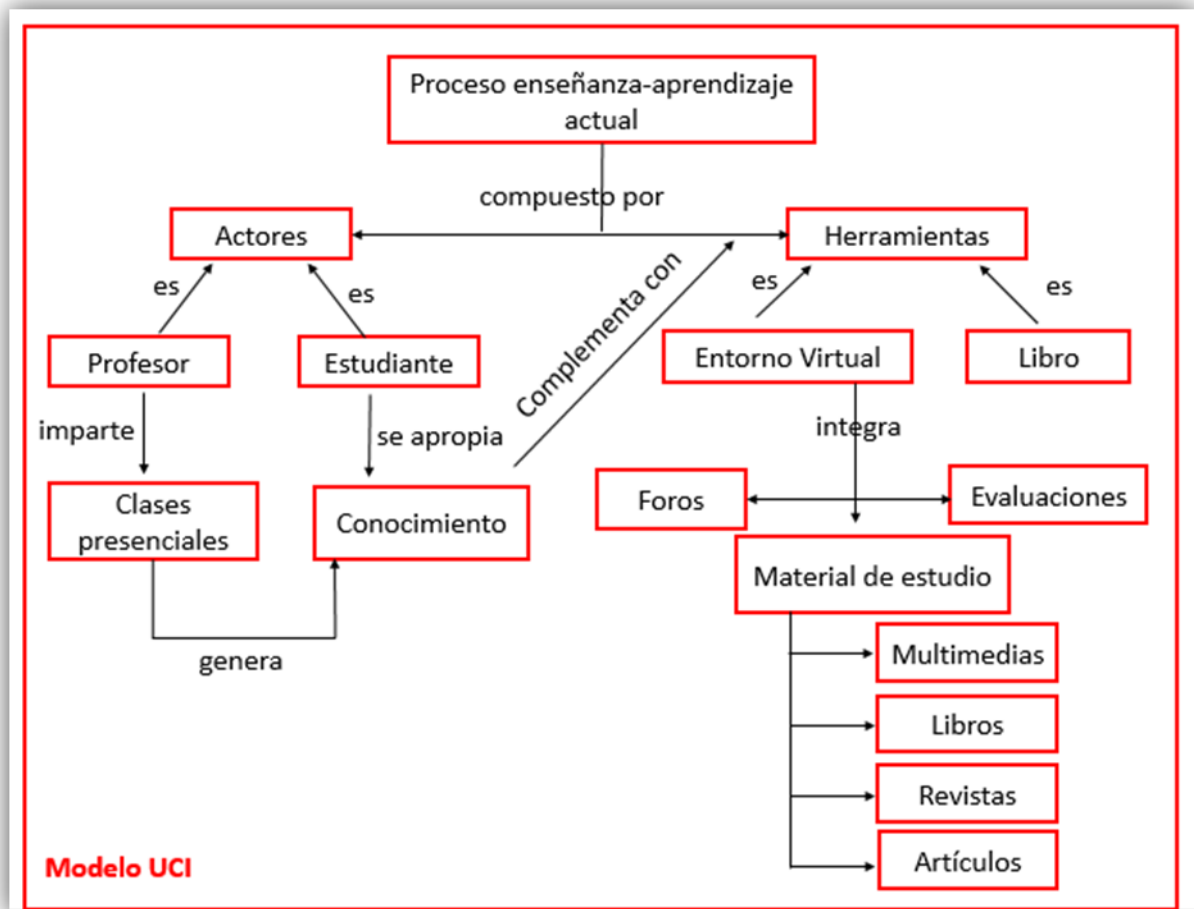 Proceso enseñanza-aprendizaje
actual
compuesto por
Actores
Herramientas
es
es
Complementa con
es
es
Profesor
Estudiante
Entorno Virtual
Libro
imparte
se apropia
integra
Clases
presenciales
Conocimiento
Foros
Evaluaciones
Material de estudio
genera
Multimedias
Libros
Revistas
Artículos
Modelo UCI